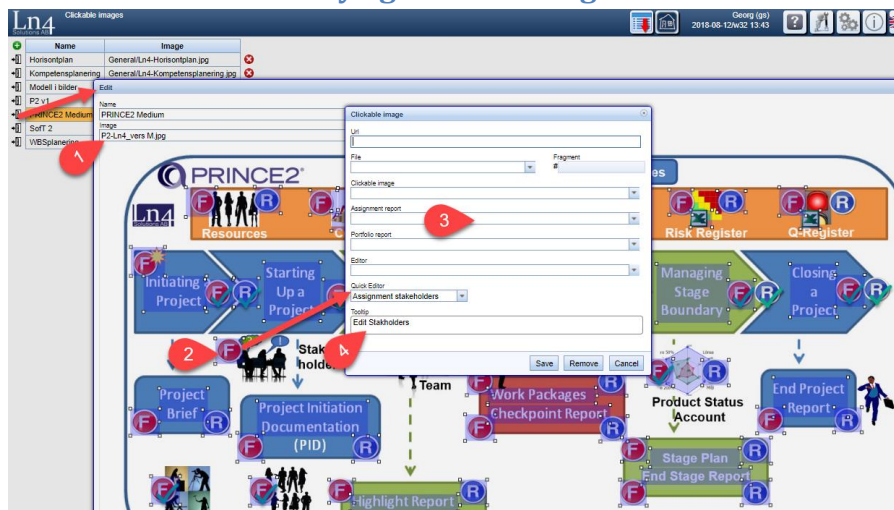 Ln4
Solutions AB
Clickable images
Georg (gs)
2018-08-12/w32 13:43
Name Image
Horisontplan General/Ln4-Horisontplan.jpg
Kompetensplanering General/Ln4-Kompetensplanering.jpg
Modell i bilder
P2 v1
PRINCE2 Medium
SofT 2
WBSplanering
Edit
Name
PRINCE2 Medium
Image
P2-Ln4_vers M.jpg
Clickable image
Url
File Fragment
#
Clickable image
Assignment report
Portfolio report
Editor
Quick Editor
Assignment stakeholders
Tooltip
Edit Stakholders
Save Remove Cancel
1
2
3
4
PRINCE2
Ln4
Solutions AB
F R F F R F R
Resources
Risk Register
Q-Register
F
Initiating a
Project
F R
Starting
Up a
Project
Managing
Stage
Boundary
F R
Closing
a
Project
F R
F
Stak
holde
Team
Project
Brief
F R
Project Initiation
Documentation
(PID)
F R
Work Packages
Checkpoint Report
F R
Product Status
Account
F R
End Project
Report
F R
Stage Plan
End Stage Report
F R
F R
F
F
Highlight Report
F R